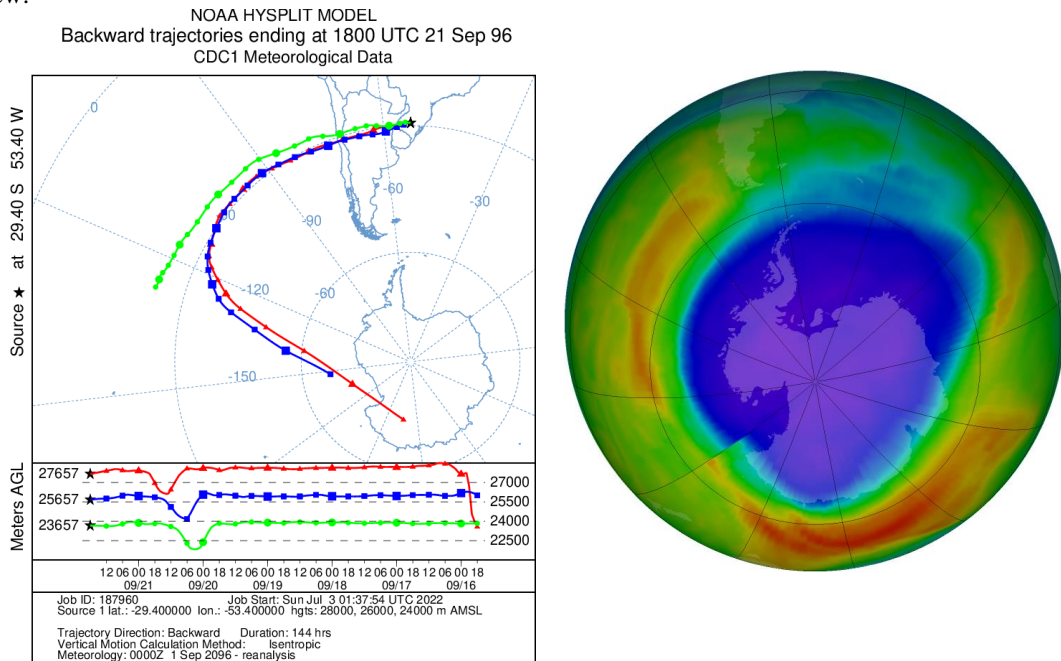 ow.
NOAA HYSPLIT MODEL
Backward trajectories ending at 1800 UTC 21 Sep 96
CDC1 Meteorological Data
Source ★ at 29.40 S 53.40 W
0
-30
-60
-90
-90
-120
-60
-150
Meters AGL
27657
25657
23657
27000
25500
24000
22500
12 06 00 18 12 06 00 18 12 06 00 18 12 06 00 18 12 06 00 18 12 06 00 18
09/21 09/20 09/19 09/18 09/17 09/16
Job ID: 187960 Job Start: Sun Jul 3 01:37:54 UTC 2022
Source 1 lat.: -29.400000 lon.: -53.400000 hgts: 28000, 26000, 24000 m AMSL
Trajectory Direction: Backward Duration: 144 hrs
Vertical Motion Calculation Method: Isentropic
Meteorology: 0000Z 1 Sep 2096 - reanalysis